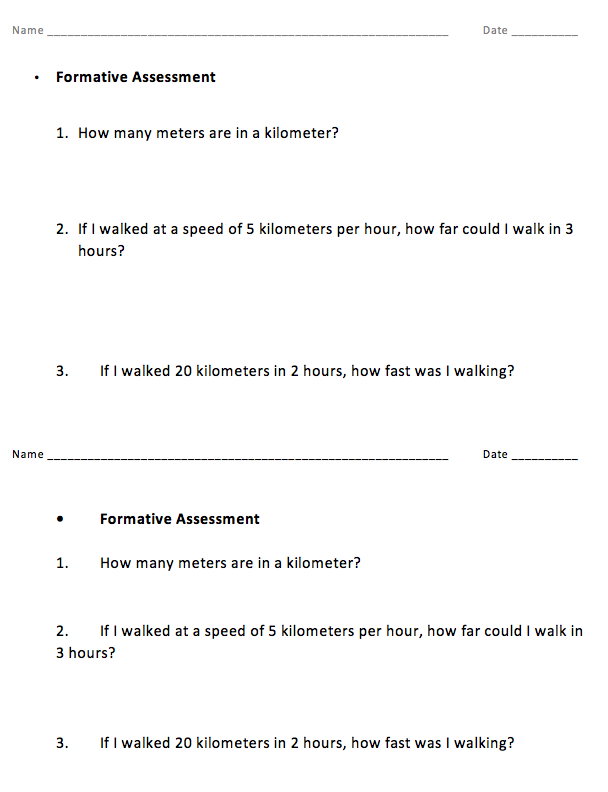 Name ____________________________________________________________ Date __________
• Formative Assessment
1. How many meters are in a kilometer?
2. If I walked at a speed of 5 kilometers per hour, how far could I walk in 3
hours?
3. If I walked 20 kilometers in 2 hours, how fast was I walking?
Name ____________________________________________________________ Date __________
• Formative Assessment
1. How many meters are in a kilometer?
2. If I walked at a speed of 5 kilometers per hour, how far could I walk in
3 hours?
3. If I walked 20 kilometers in 2 hours, how fast was I walking?